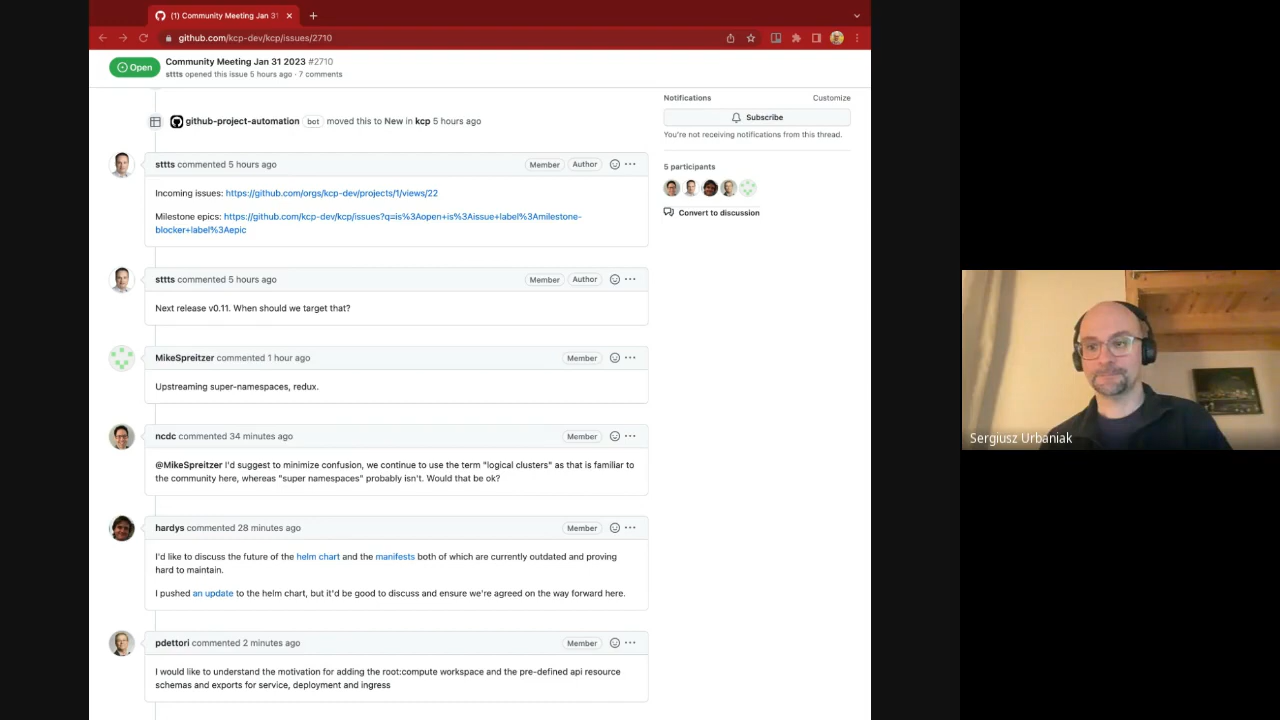 (1) Community Meeting Jan 31
github.com/kcp-dev/kcp/issues/2710
Open
Community Meeting Jan 31 2023 #2710
sttts opened this issue 5 hours ago · 7 comments
github-project-automation bot moved this to New in kcp 5 hours ago
sttts commented 5 hours ago Member Author
Incoming issues: https://github.com/orgs/kcp-dev/projects/1/views/22
Milestone epics: https://github.com/kcp-dev/kcp/issues?q=is%3Aopen+is%3Aissue+label%3Amilestone-
blocker+label%3Aepic
sttts commented 5 hours ago Member Author
Next release v0.11. When should we target that?
MikeSpreitzer commented 1 hour ago Member
Upstreaming super-namespaces, redux.
ncdc commented 34 minutes ago Member
@MikeSpreitzer I'd suggest to minimize confusion, we continue to use the term "logical clusters" as that is familiar to
the community here, whereas "super namespaces" probably isn't. Would that be ok?
hardys commented 28 minutes ago Member
I'd like to discuss the future of the helm chart and the manifests both of which are currently outdated and proving
hard to maintain.
I pushed an update to the helm chart, but it'd be good to discuss and ensure we're agreed on the way forward here.
pdettori commented 2 minutes ago Member
I would like to understand the motivation for adding the root:compute workspace and the pre-defined api resource
schemas and exports for service, deployment and ingress
Notifications Customize
Subscribe
You're not receiving notifications from this thread.
5 participants
Convert to discussion
Sergiusz Urbaniak